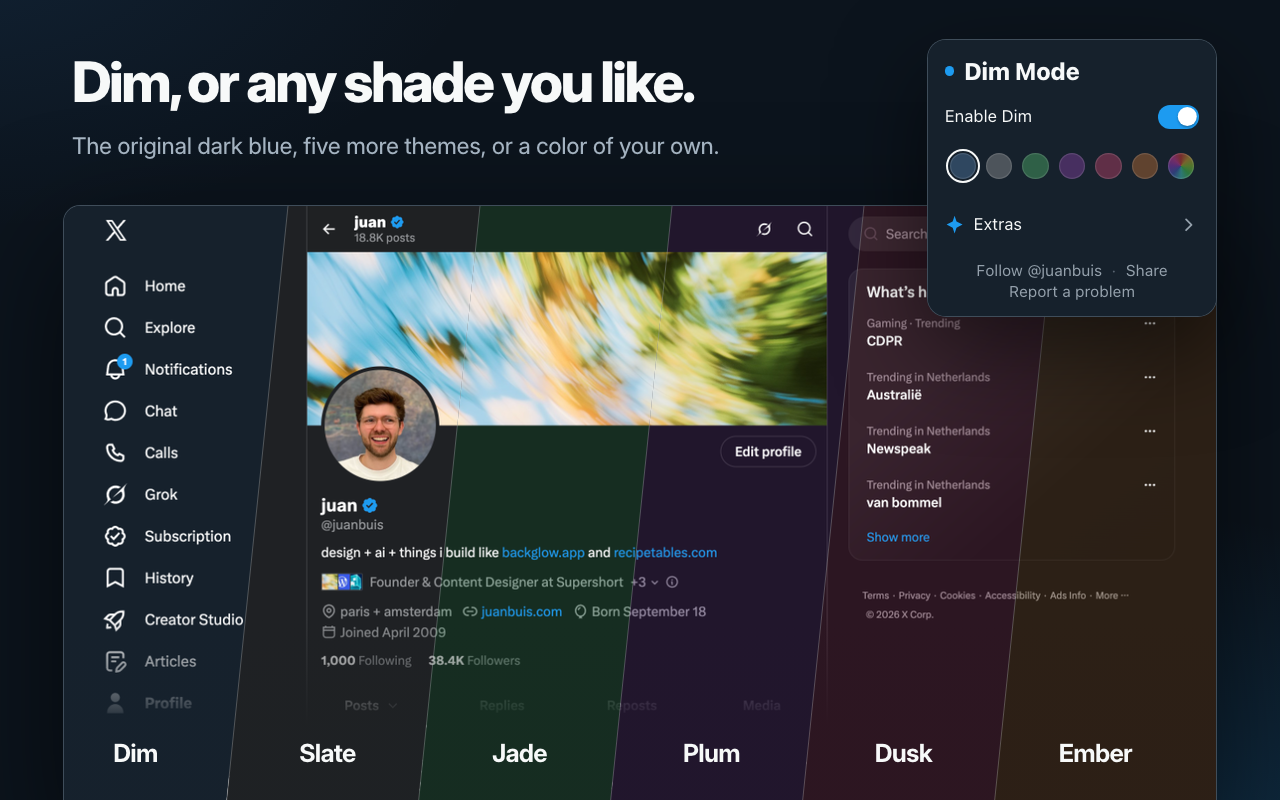 Dim, or any shade you like.
The original dark blue, five more themes, or a color of your own.
Dim Mode
Enable Dim
Extras
Follow @juanbuis · Share
Report a problem
Home
Explore
1
Notifications
Chat
Calls
Grok
Subscription
History
Creator Studio
Articles
Profile
juan
18.8K posts
Edit profile
juan
@juanbuis
design + ai + things i build like backglow.app and recipetables.com
Founder & Content Designer at Supershort +3
paris + amsterdam juanbuis.com Born September 18
Joined April 2009
1,000 Following 38.4K Followers
Posts Replies Reposts Media
Search
What's h
Gaming · Trending
CDPR
Trending in Netherlands
Australië
Trending in Netherlands
Newspeak
Trending in Netherlands
van bommel
Show more
Terms · Privacy · Cookies · Accessibility · Ads Info · More ···
© 2026 X Corp.
Dim Slate Jade Plum Dusk Ember